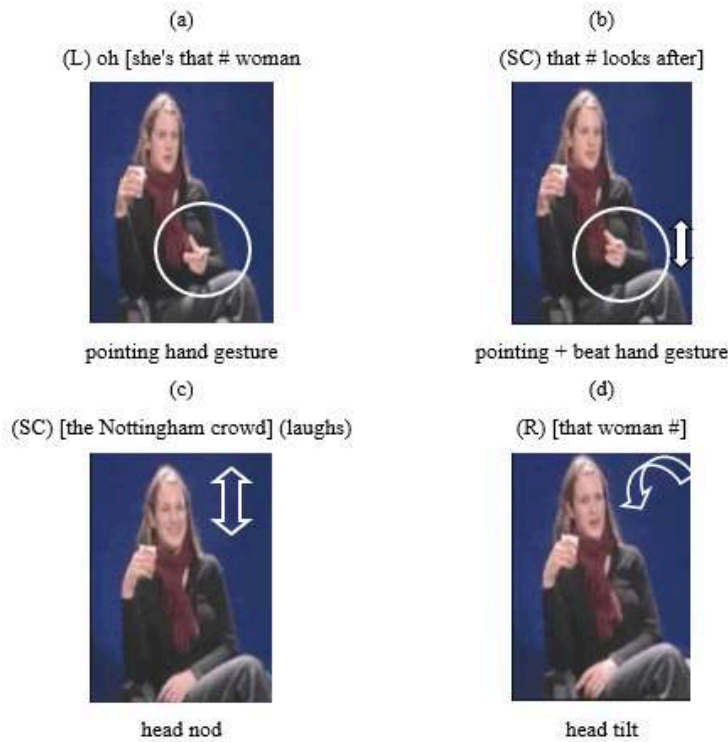 (a)
(L) oh [she's that # woman
pointing hand gesture
(b)
(SC) that # looks after]
pointing + beat hand gesture
(c)
(SC) [the Nottingham crowd] (laughs)
head nod
(d)
(R) [that woman #]
head tilt